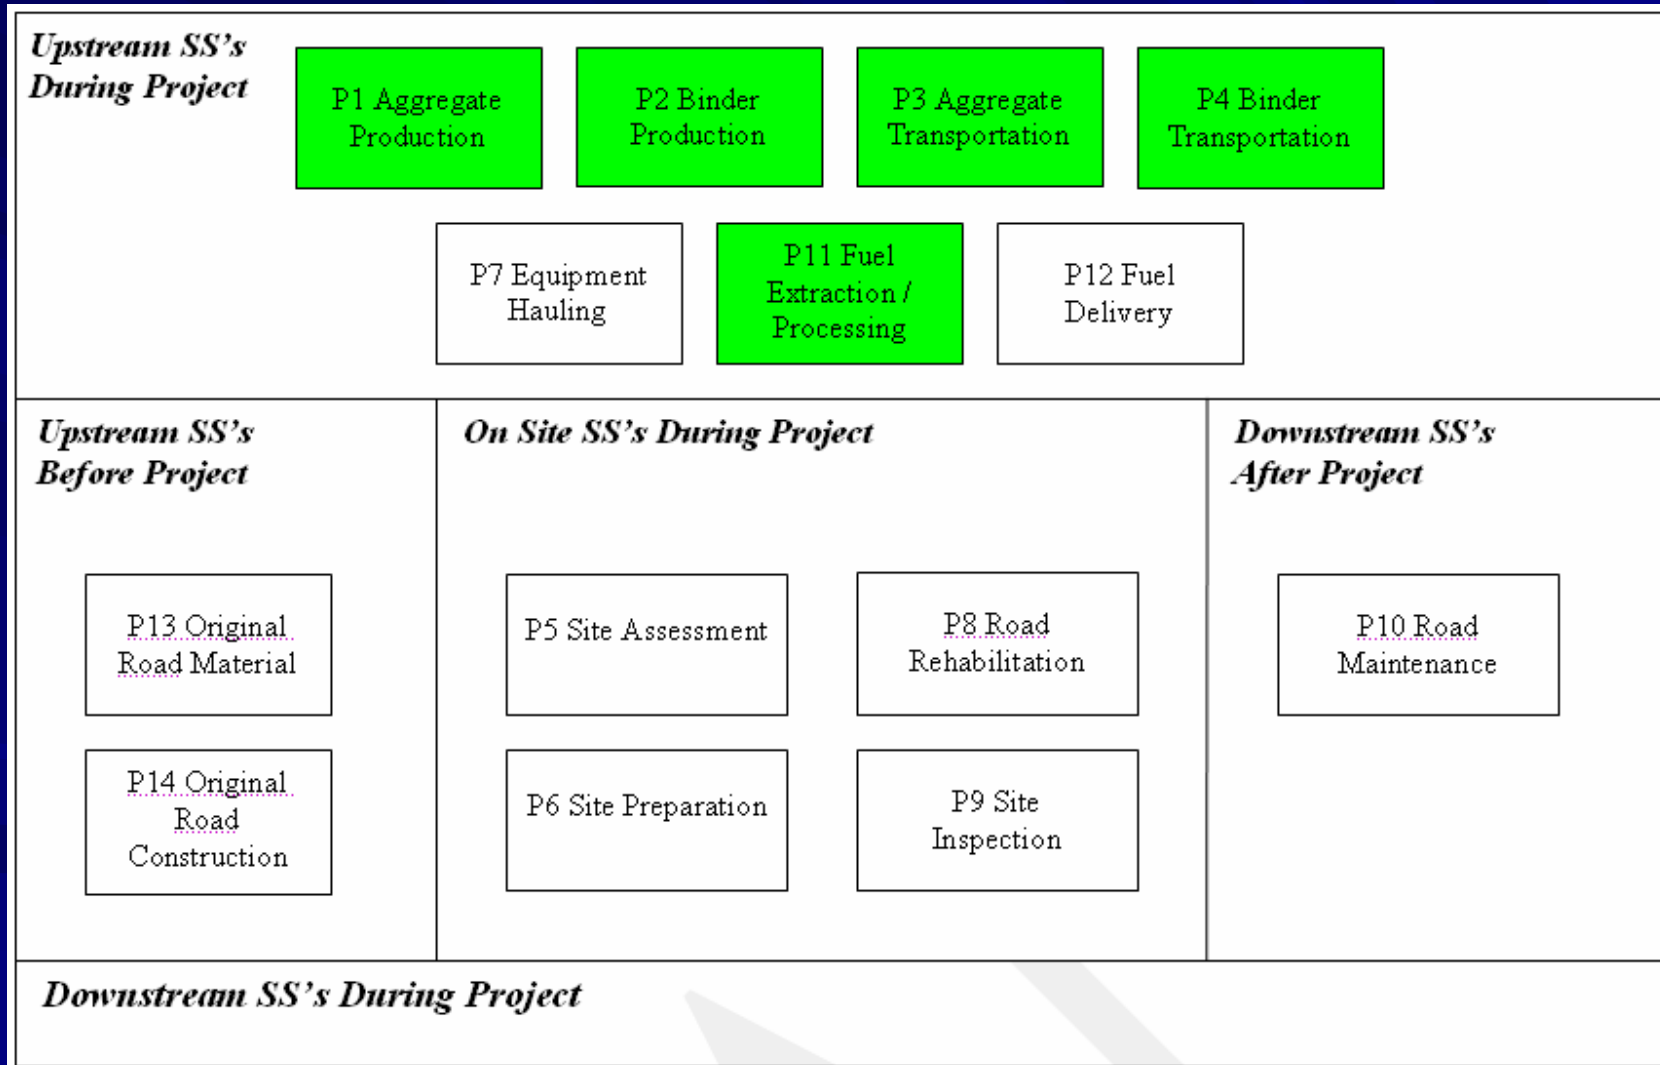 Upstream SS's
During Project
P1 Aggregate
Production
P2 Binder
Production
P3 Aggregate
Transportation
P4 Binder
Transportation
P7 Equipment
Hauling
P11 Fuel
Extraction /
Processing
P12 Fuel
Delivery
Upstream SS's
Before Project
P13 Original
Road Material
P14 Original
Road
Construction
On Site SS's During Project
P5 Site Assessment
P8 Road
Rehabilitation
P6 Site Preparation
P9 Site
Inspection
Downstream SS's
After Project
P10 Road
Maintenance
Downstream SS's During Project